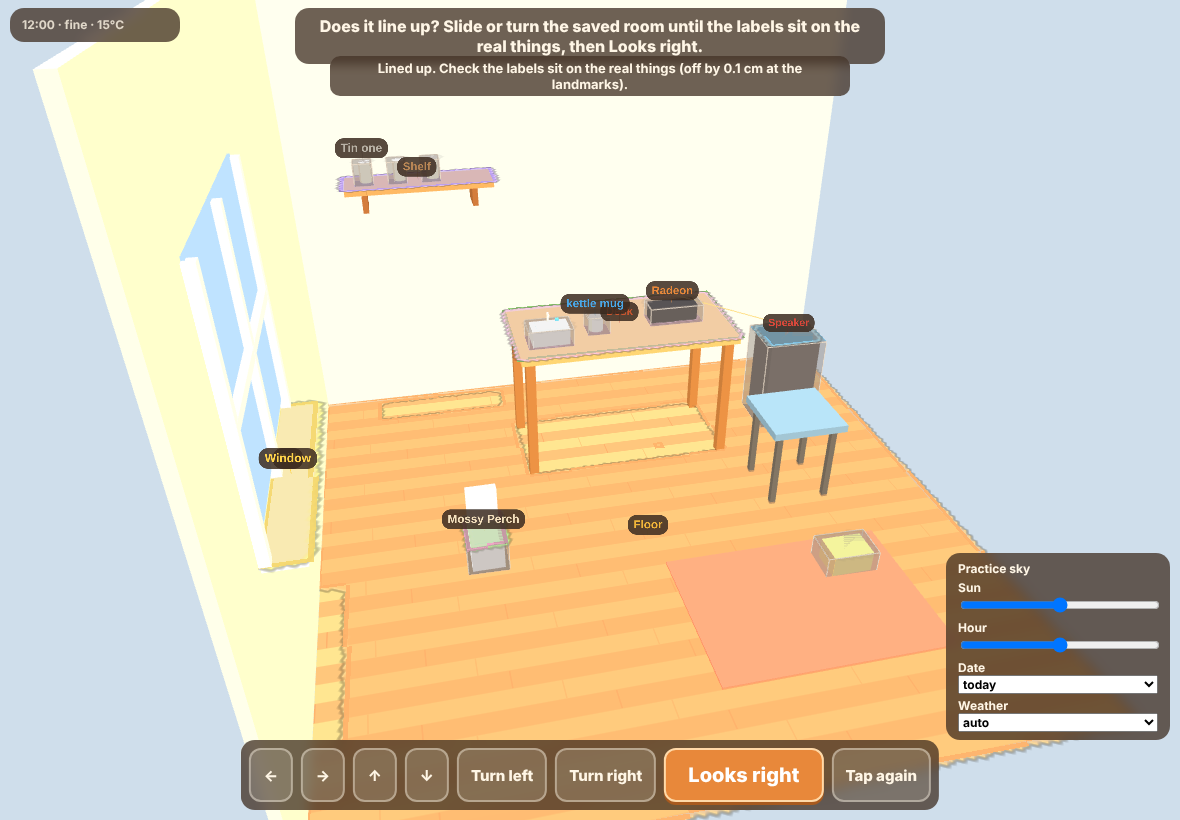 12:00 · fine · 15°C
Does it line up? Slide or turn the saved room until the labels sit on the
real things, then Looks right.
Lined up. Check the labels sit on the real things (off by 0.1 cm at the
landmarks).
Tin one
Shelf
Radeon
kettle mug
Speaker
Window
Mossy Perch
Floor
Practice sky
Sun
Hour
Date
today
Weather
auto
← → ↑ ↓ Turn left Turn right Looks right Tap again